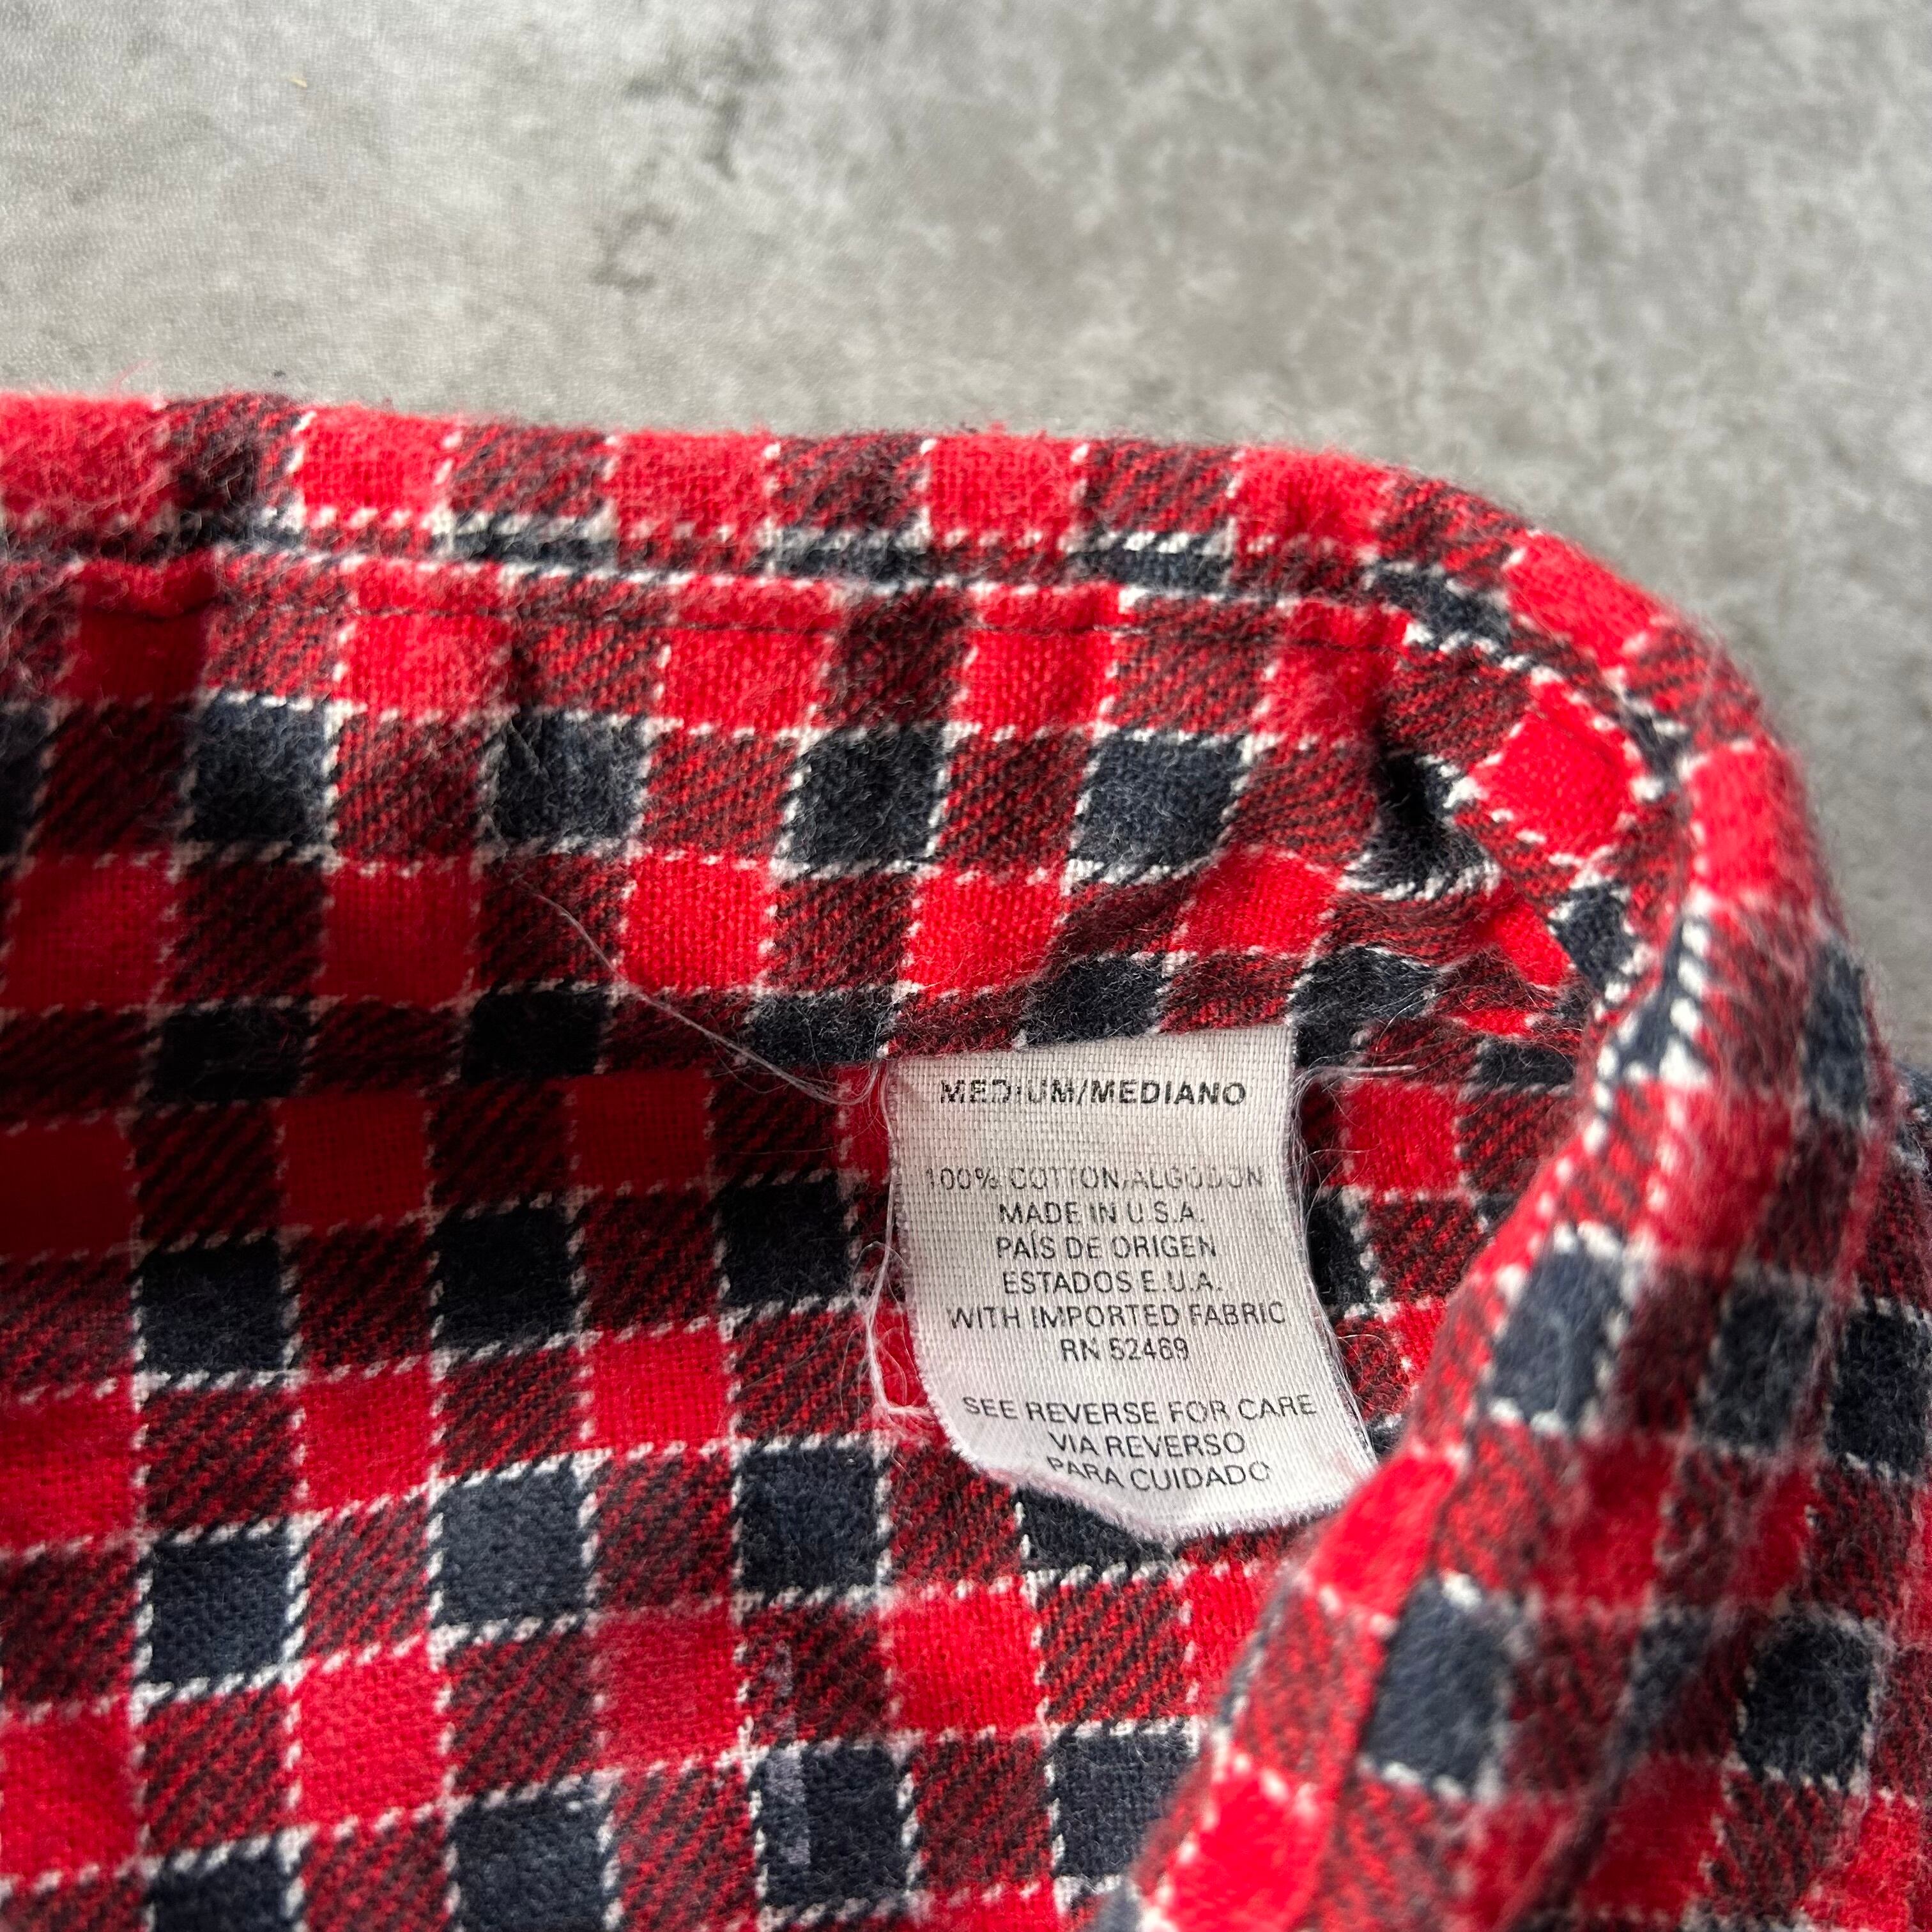 MEDIUM/MEDIANO
100% COTTON/ALGODON
MADE IN U.S.A.
PAÍS DE ORIGEN
ESTADOS E.U.A.
WITH IMPORTED FABRIC
RN 52469
SEE REVERSE FOR CARE
VIA REVERSO
PARA CUIDADO